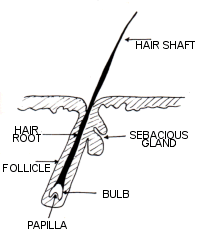 HAIR SHAFT
HAIR
ROOT
SEBACIOUS
GLAND
FOLLICLE
BULB
PAPILLA